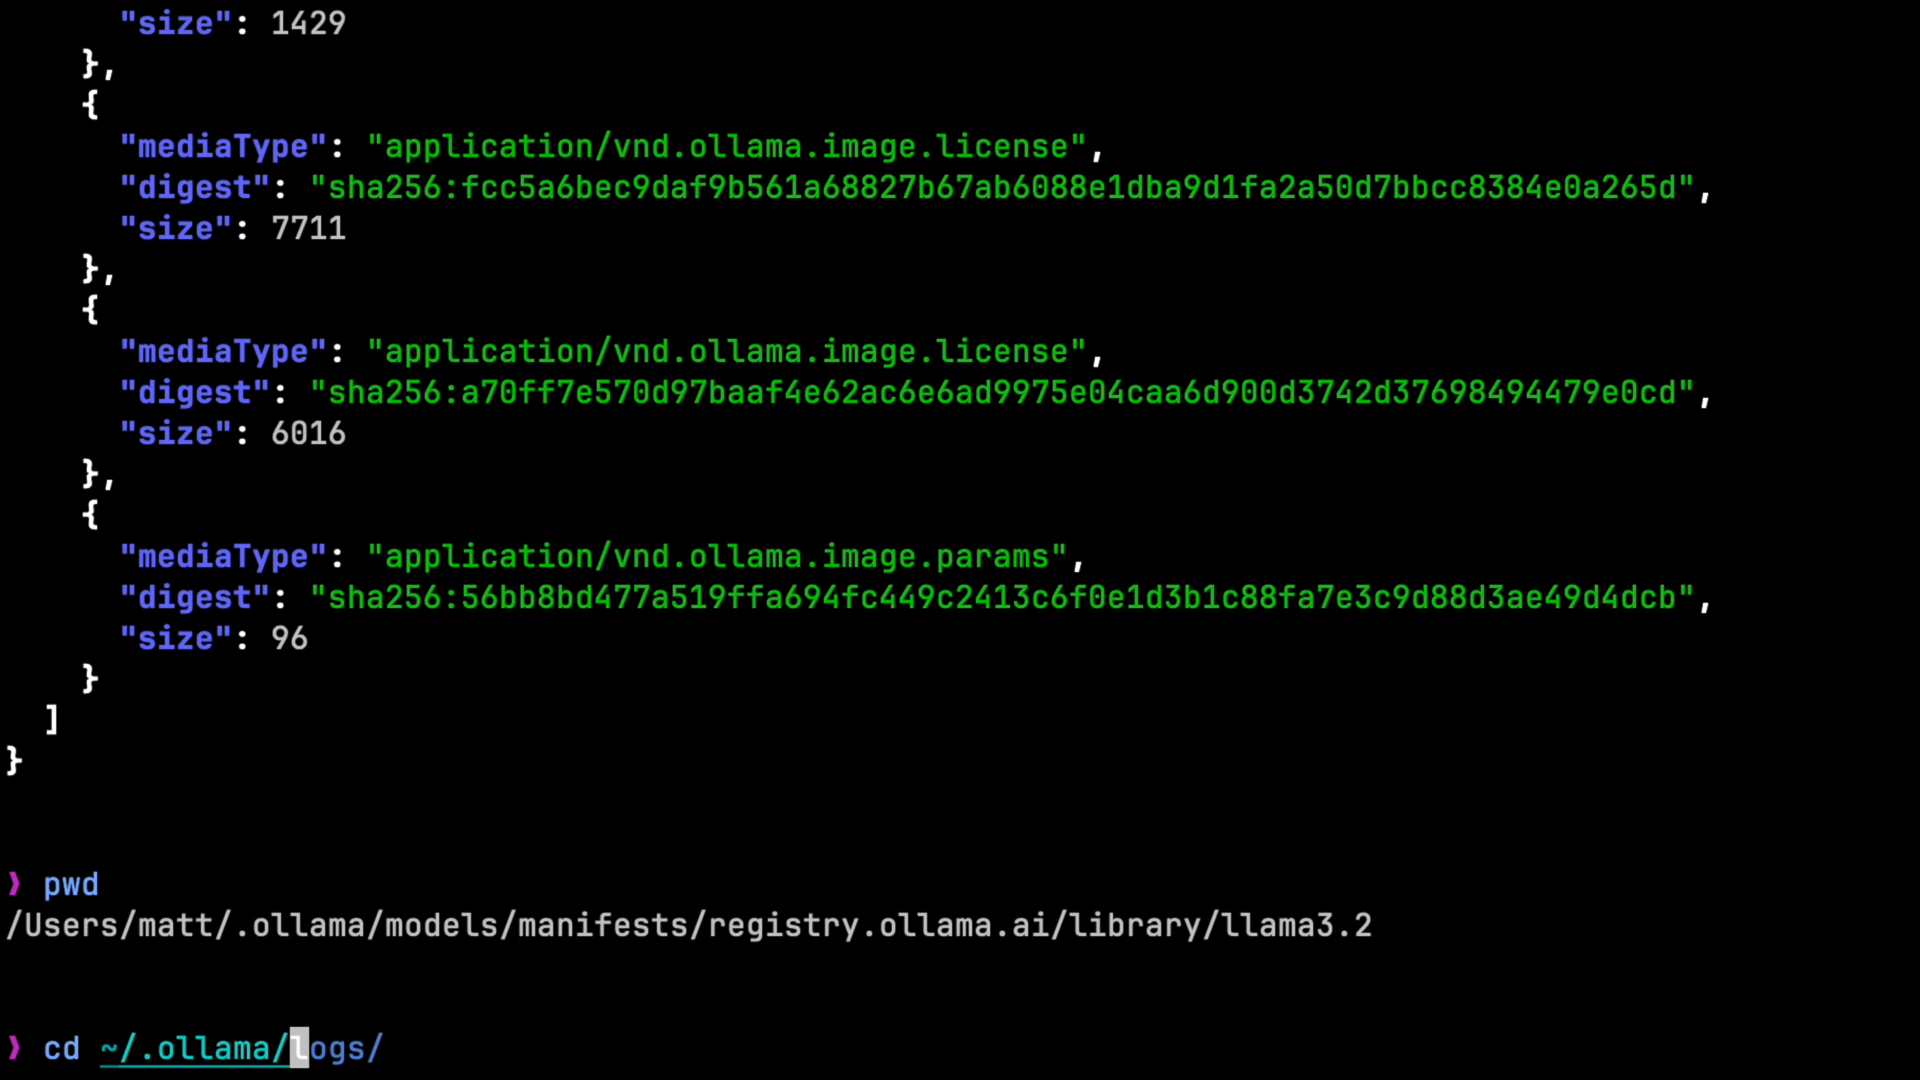 "size": 1429
},
{
"mediaType": "application/vnd.ollama.image.license",
"digest": "sha256:fcc5a6bec9daf9b561a68827b67ab6088e1dba9d1fa2a50d7bbcc8384e0a265d",
"size": 7711
},
{
"mediaType": "application/vnd.ollama.image.license",
"digest": "sha256:a70ff7e570d97baaf4e62ac6e6ad9975e04caa6d900d3742d37698494479e0cd",
"size": 6016
},
{
"mediaType": "application/vnd.ollama.image.params",
"digest": "sha256:56bb8bd477a519ffa694fc449c2413c6f0e1d3b1c88fa7e3c9d88d3ae49d4dcb",
"size": 96
}
]
}
❯ pwd
/Users/matt/.ollama/models/manifests/registry.ollama.ai/library/llama3.2
❯ cd ~/.ollama/logs/